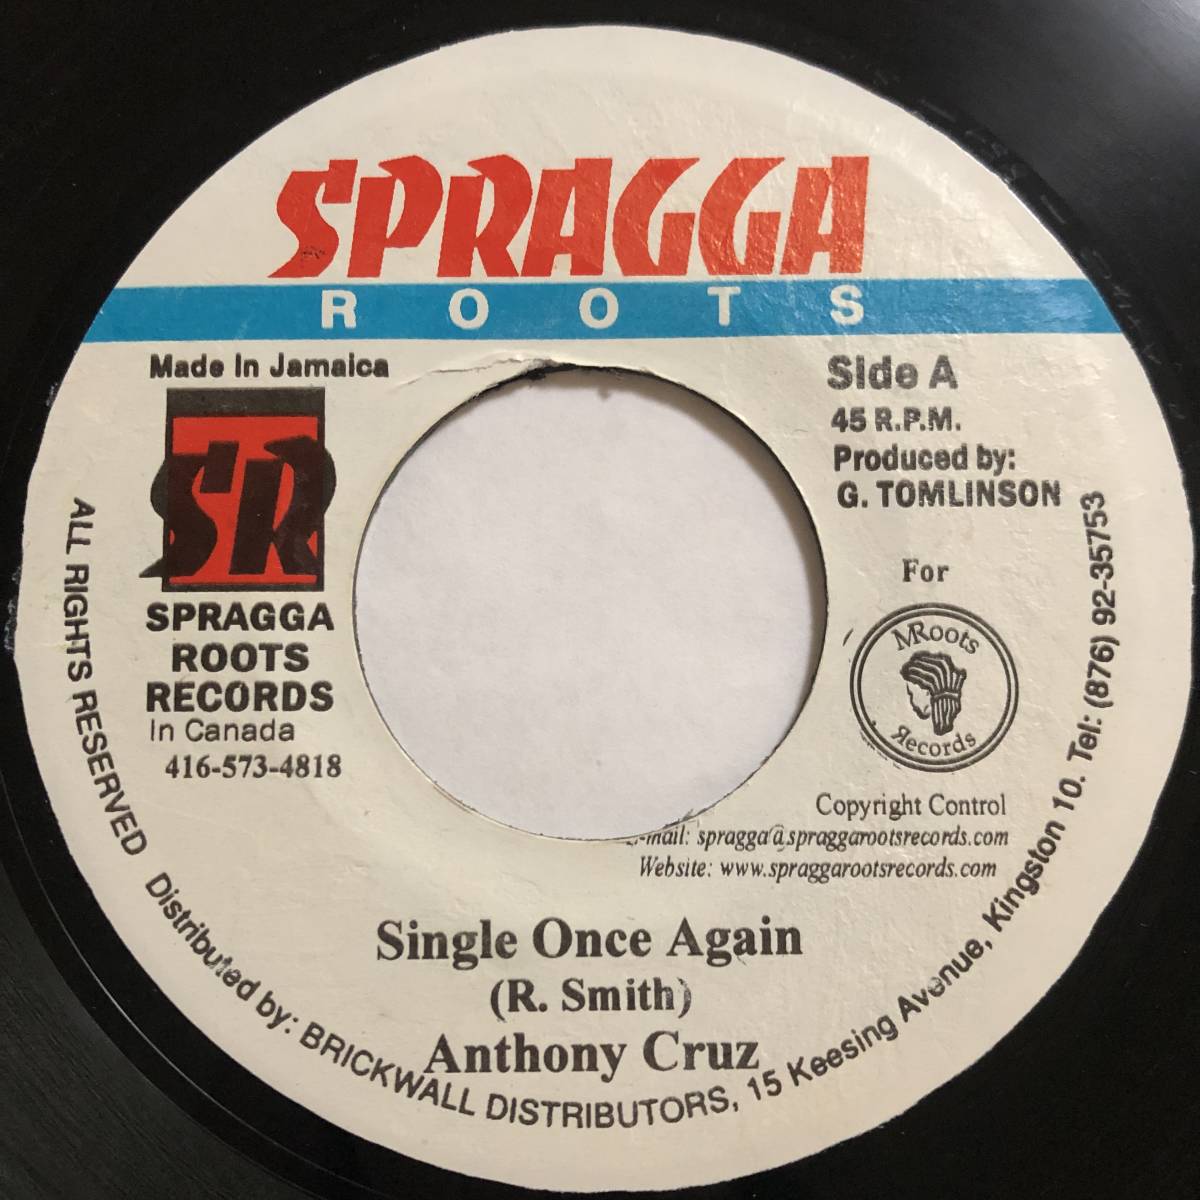 SPRAGGA
ROOTS
Made In Jamaica
SR
SPRAGGA
ROOTS
RECORDS
In Canada
416-573-4818
Side A
45 R.P.M.
Produced by:
G. TOMLINSON
For
MRoots
Records
Copyright Control
-mail: spragga@spraggarootsrecords.com
Website: www.spraggarootsrecords.com
Single Once Again
(R. Smith)
Anthony Cruz
ALL RIGHTS RESERVED Distributed by: BRICKWALL DISTRIBUTORS, 15 Keesing Avenue, Kingston 10. Tel: (876) 92-35753